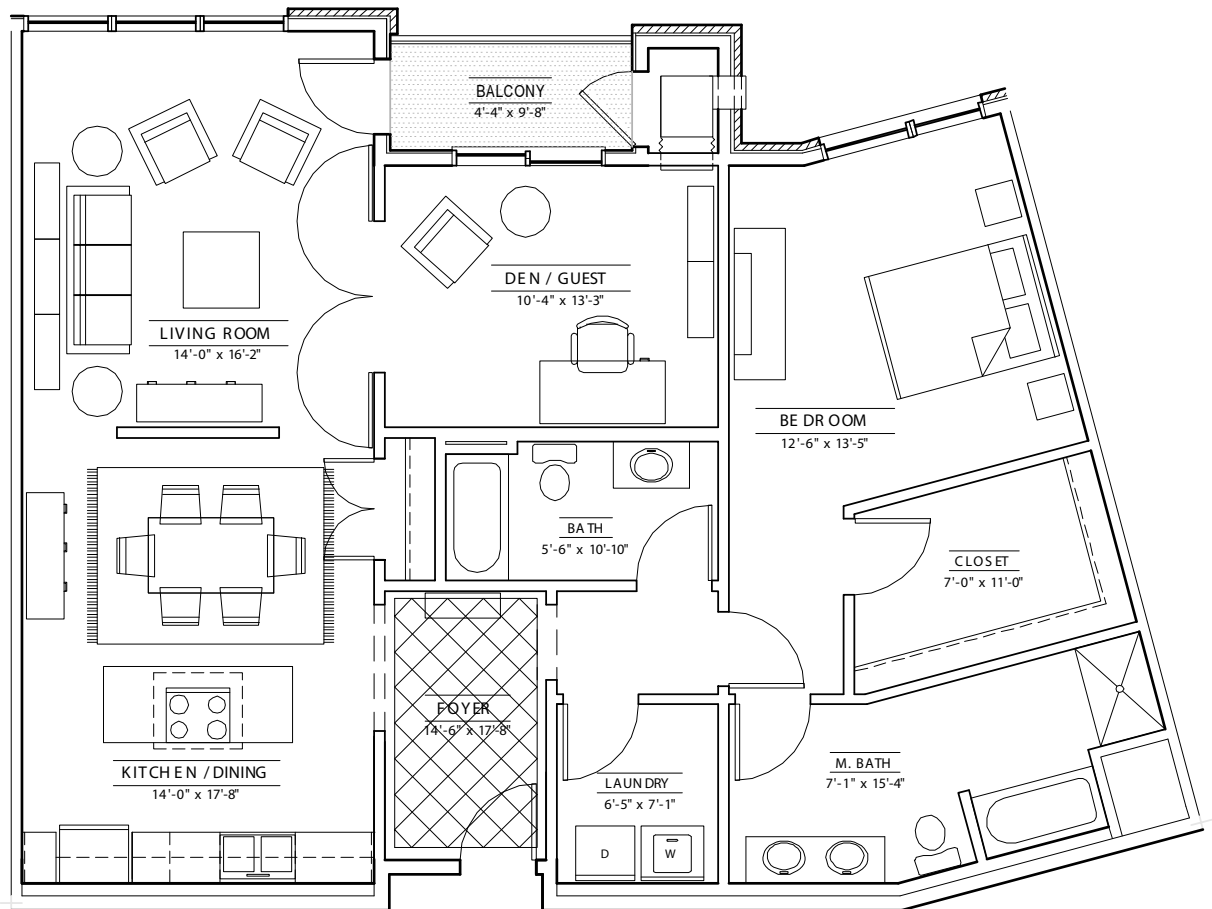 BALCONY
4'-4" x 9'-8"
DEN / GUEST
10'-4" x 13'-3"
LIVING ROOM
14'-0" x 16'-2"
BEDROOM
12'-6" x 13'-5"
BATH
5'-6" x 10'-10"
CLOSET
7'-0" x 11'-0"
FOYER
14'-6" x 17'-8"
KITCHEN / DINING
14'-0" x 17'-8"
LAUNDRY
6'-5" x 7'-1"
M. BATH
7'-1" x 15'-4"
D
W